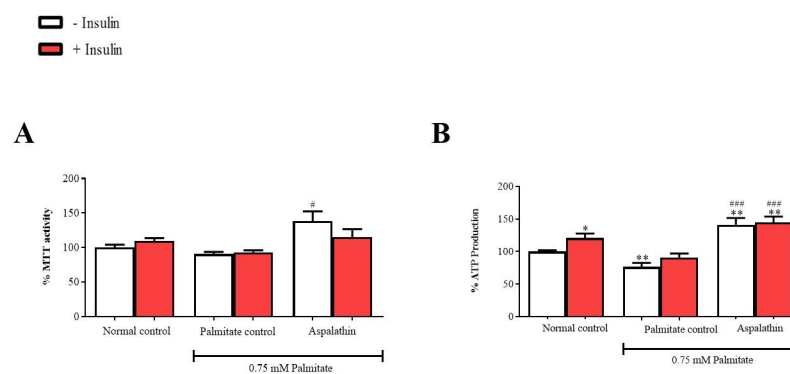 - Insulin
+ Insulin
A
% MTT activity
200
150
100
50
0
#
Normal control
Palmitate control
Aspalathin
0.75 mM Palmitate
B
% ATP Production
200
150
100
50
0
*
**
###
**
###
**
Normal control
Palmitate control
Aspalathin
0.75 mM Palmitate